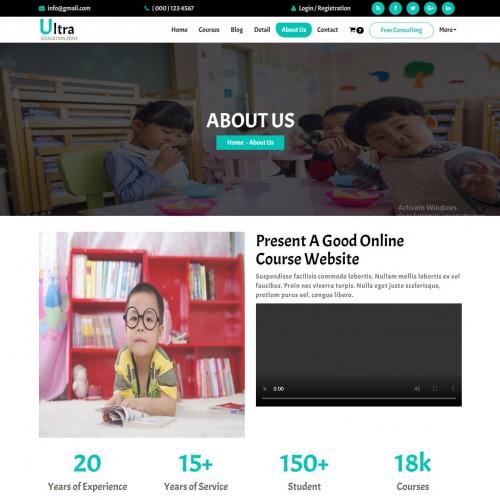 info@gmail.com
( 000 ) 123 4567
Login / Registration
Ultra
EDUCATION ZONE
Home
Courses
Blog
Detail
About Us
Contact
Free Consulting
More
ABOUT US
Home - About Us
Activate Windows
Present A Good Online
Course Website
Suspendisse facilisis commodo lobortis. Nullam mollis lobortis ex vel
faucibus. Proin nec viverra turpis. Nulla eget justo scelerisque,
pretium purus vel, congue libero.
0:00
20
Years of Experience
15+
Years of Service
150+
Student
18k
Courses